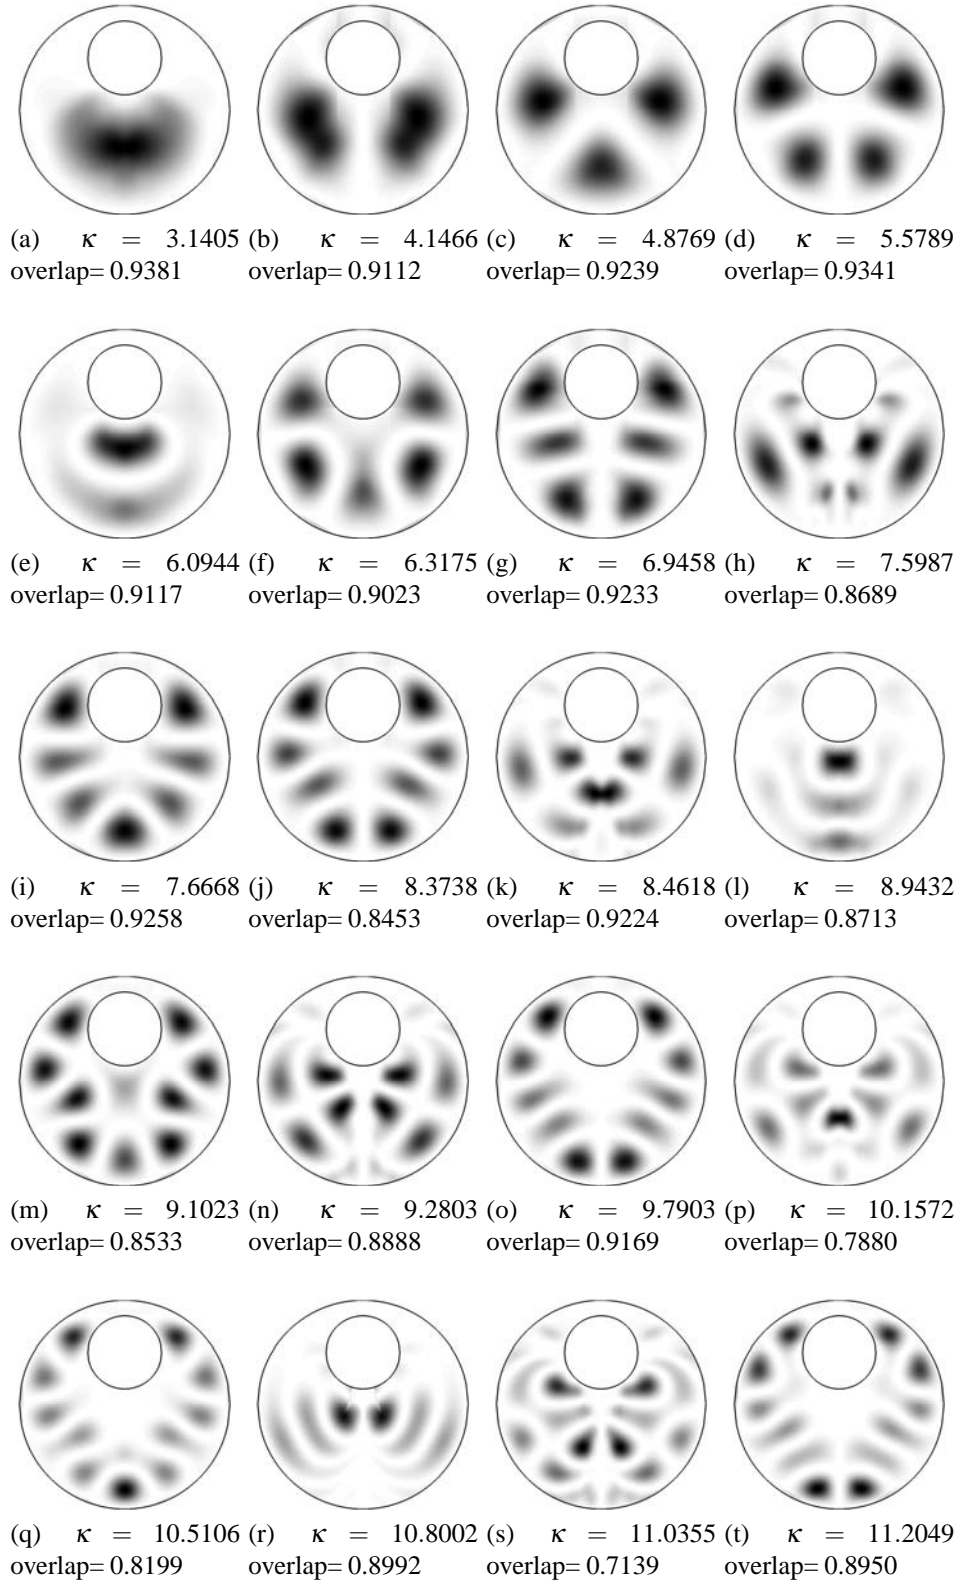 (a) κ = 3.1405 (b) κ = 4.1466 (c) κ = 4.8769 (d) κ = 5.5789
overlap= 0.9381 overlap= 0.9112 overlap= 0.9239 overlap= 0.9341
(e) κ = 6.0944 (f) κ = 6.3175 (g) κ = 6.9458 (h) κ = 7.5987
overlap= 0.9117 overlap= 0.9023 overlap= 0.9233 overlap= 0.8689
(i) κ = 7.6668 (j) κ = 8.3738 (k) κ = 8.4618 (l) κ = 8.9432
overlap= 0.9258 overlap= 0.8453 overlap= 0.9224 overlap= 0.8713
(m) κ = 9.1023 (n) κ = 9.2803 (o) κ = 9.7903 (p) κ = 10.1572
overlap= 0.8533 overlap= 0.8888 overlap= 0.9169 overlap= 0.7880
(q) κ = 10.5106 (r) κ = 10.8002 (s) κ = 11.0355 (t) κ = 11.2049
overlap= 0.8199 overlap= 0.8992 overlap= 0.7139 overlap= 0.8950